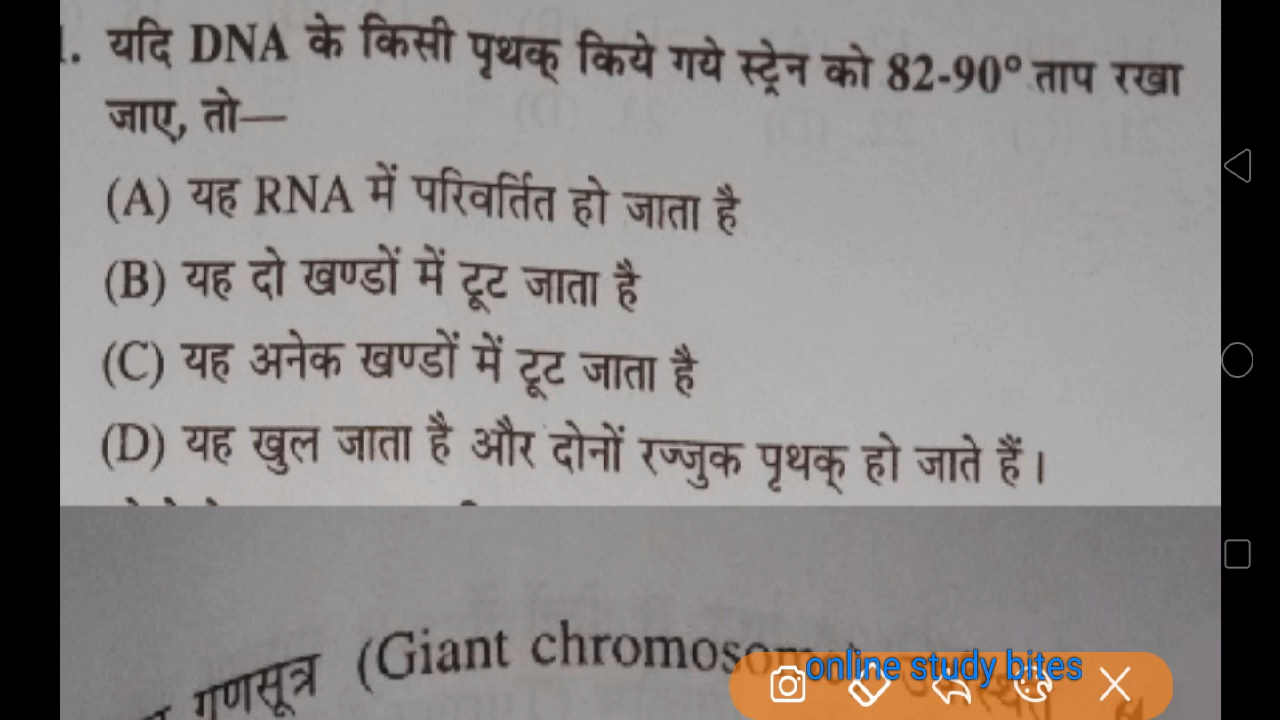 1. यदि DNA के किसी पृथक् किये गये स्ट्रेन को 82-90° ताप रखा
जाए, तो—
(A) यह RNA में परिवर्तित हो जाता है
(B) यह दो खण्डों में टूट जाता है
(C) यह अनेक खण्डों में टूट जाता है
(D) यह खुल जाता है और दोनों रज्जुक पृथक् हो जाते हैं।
गुणसूत्र (Giant
online study bites